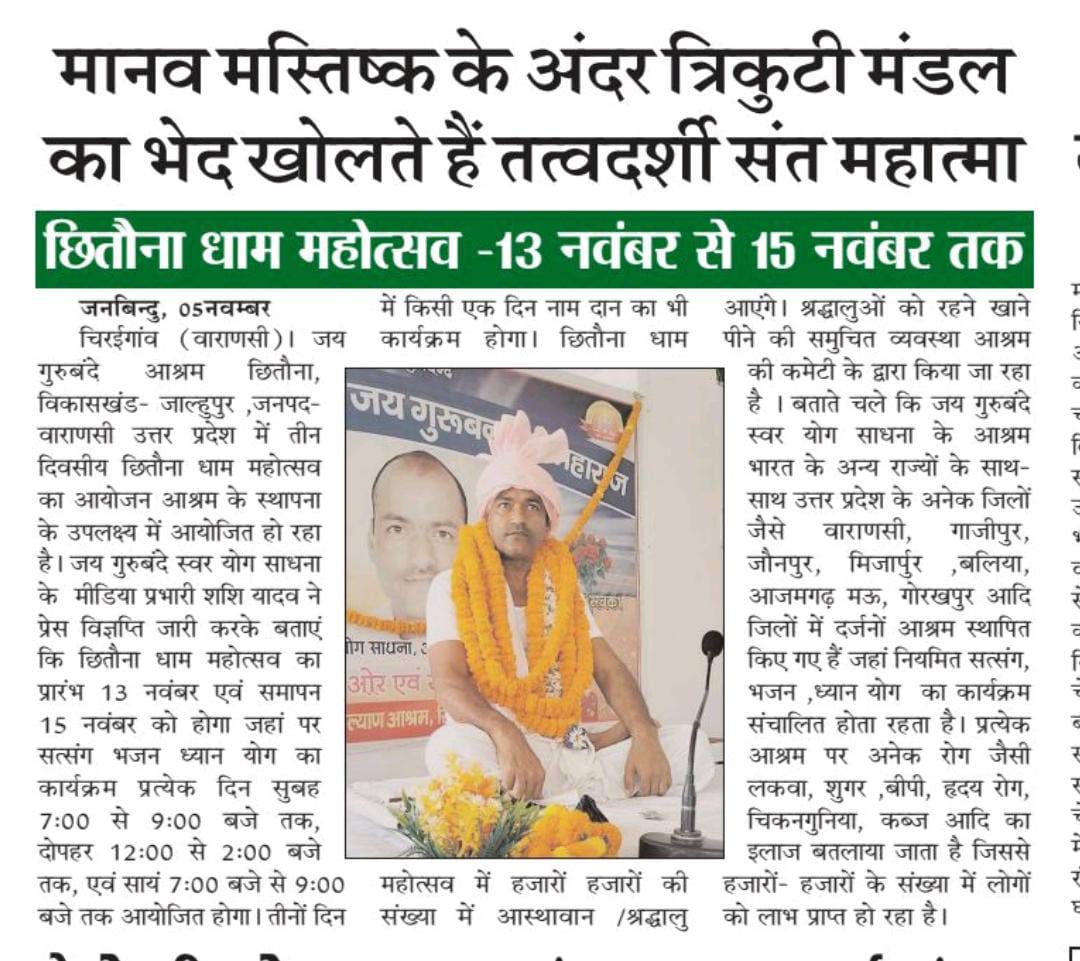 मानव मस्तिष्क के अंदर त्रिकुटी मंडल
का भेद खोलते हैं तत्वदर्शी संत महात्मा
छितौना धाम महोत्सव -13 नवंबर से 15 नवंबर तक
जनबिन्दु, 05नवम्बर
चिरईगांव (वाराणसी)। जय
गुरुबंदे आश्रम छितौना,
विकासखंड- जाल्हुपुर ,जनपद-
वाराणसी उत्तर प्रदेश में तीन
दिवसीय छितौना धाम महोत्सव
का आयोजन आश्रम के स्थापना
के उपलक्ष्य में आयोजित हो रहा
है। जय गुरुबंदे स्वर योग साधना
के मीडिया प्रभारी शशि यादव ने
प्रेस विज्ञप्ति जारी करके बताएं
कि छितौना धाम महोत्सव का
प्रारंभ 13 नवंबर एवं समापन
15 नवंबर को होगा जहां पर
सत्संग भजन ध्यान योग का
कार्यक्रम प्रत्येक दिन सुबह
7:00 से 9:00 बजे तक,
दोपहर 12:00 से 2:00 बजे
तक, एवं सायं 7:00 बजे से 9:00
बजे तक आयोजित होगा। तीनों दिन
में किसी एक दिन नाम दान का भी
कार्यक्रम होगा। छितौना धाम
जय गुरूबन
हाराज
योग साधना,
ओर एवं
ल्याण आश्रम,
महोत्सव में हजारों हजारों की
संख्या में आस्थावान /श्रद्धालु
आएंगे। श्रद्धालुओं को रहने खाने
पीने की समुचित व्यवस्था आश्रम
की कमेटी के द्वारा किया जा रहा
है । बताते चले कि जय गुरुबंदे
स्वर योग साधना के आश्रम
भारत के अन्य राज्यों के साथ-
साथ उत्तर प्रदेश के अनेक जिलों
जैसे वाराणसी, गाजीपुर,
जौनपुर, मिजार्पुर ,बलिया,
आजमगढ़ मऊ, गोरखपुर आदि
जिलों में दर्जनों आश्रम स्थापित
किए गए हैं जहां नियमित सत्संग,
भजन ,ध्यान योग का कार्यक्रम
संचालित होता रहता है। प्रत्येक
आश्रम पर अनेक रोग जैसी
लकवा, शुगर ,बीपी, हृदय रोग,
चिकनगुनिया, कब्ज आदि का
इलाज बतलाया जाता है जिससे
हजारों- हजारों के संख्या में लोगों
को लाभ प्राप्त हो रहा है।